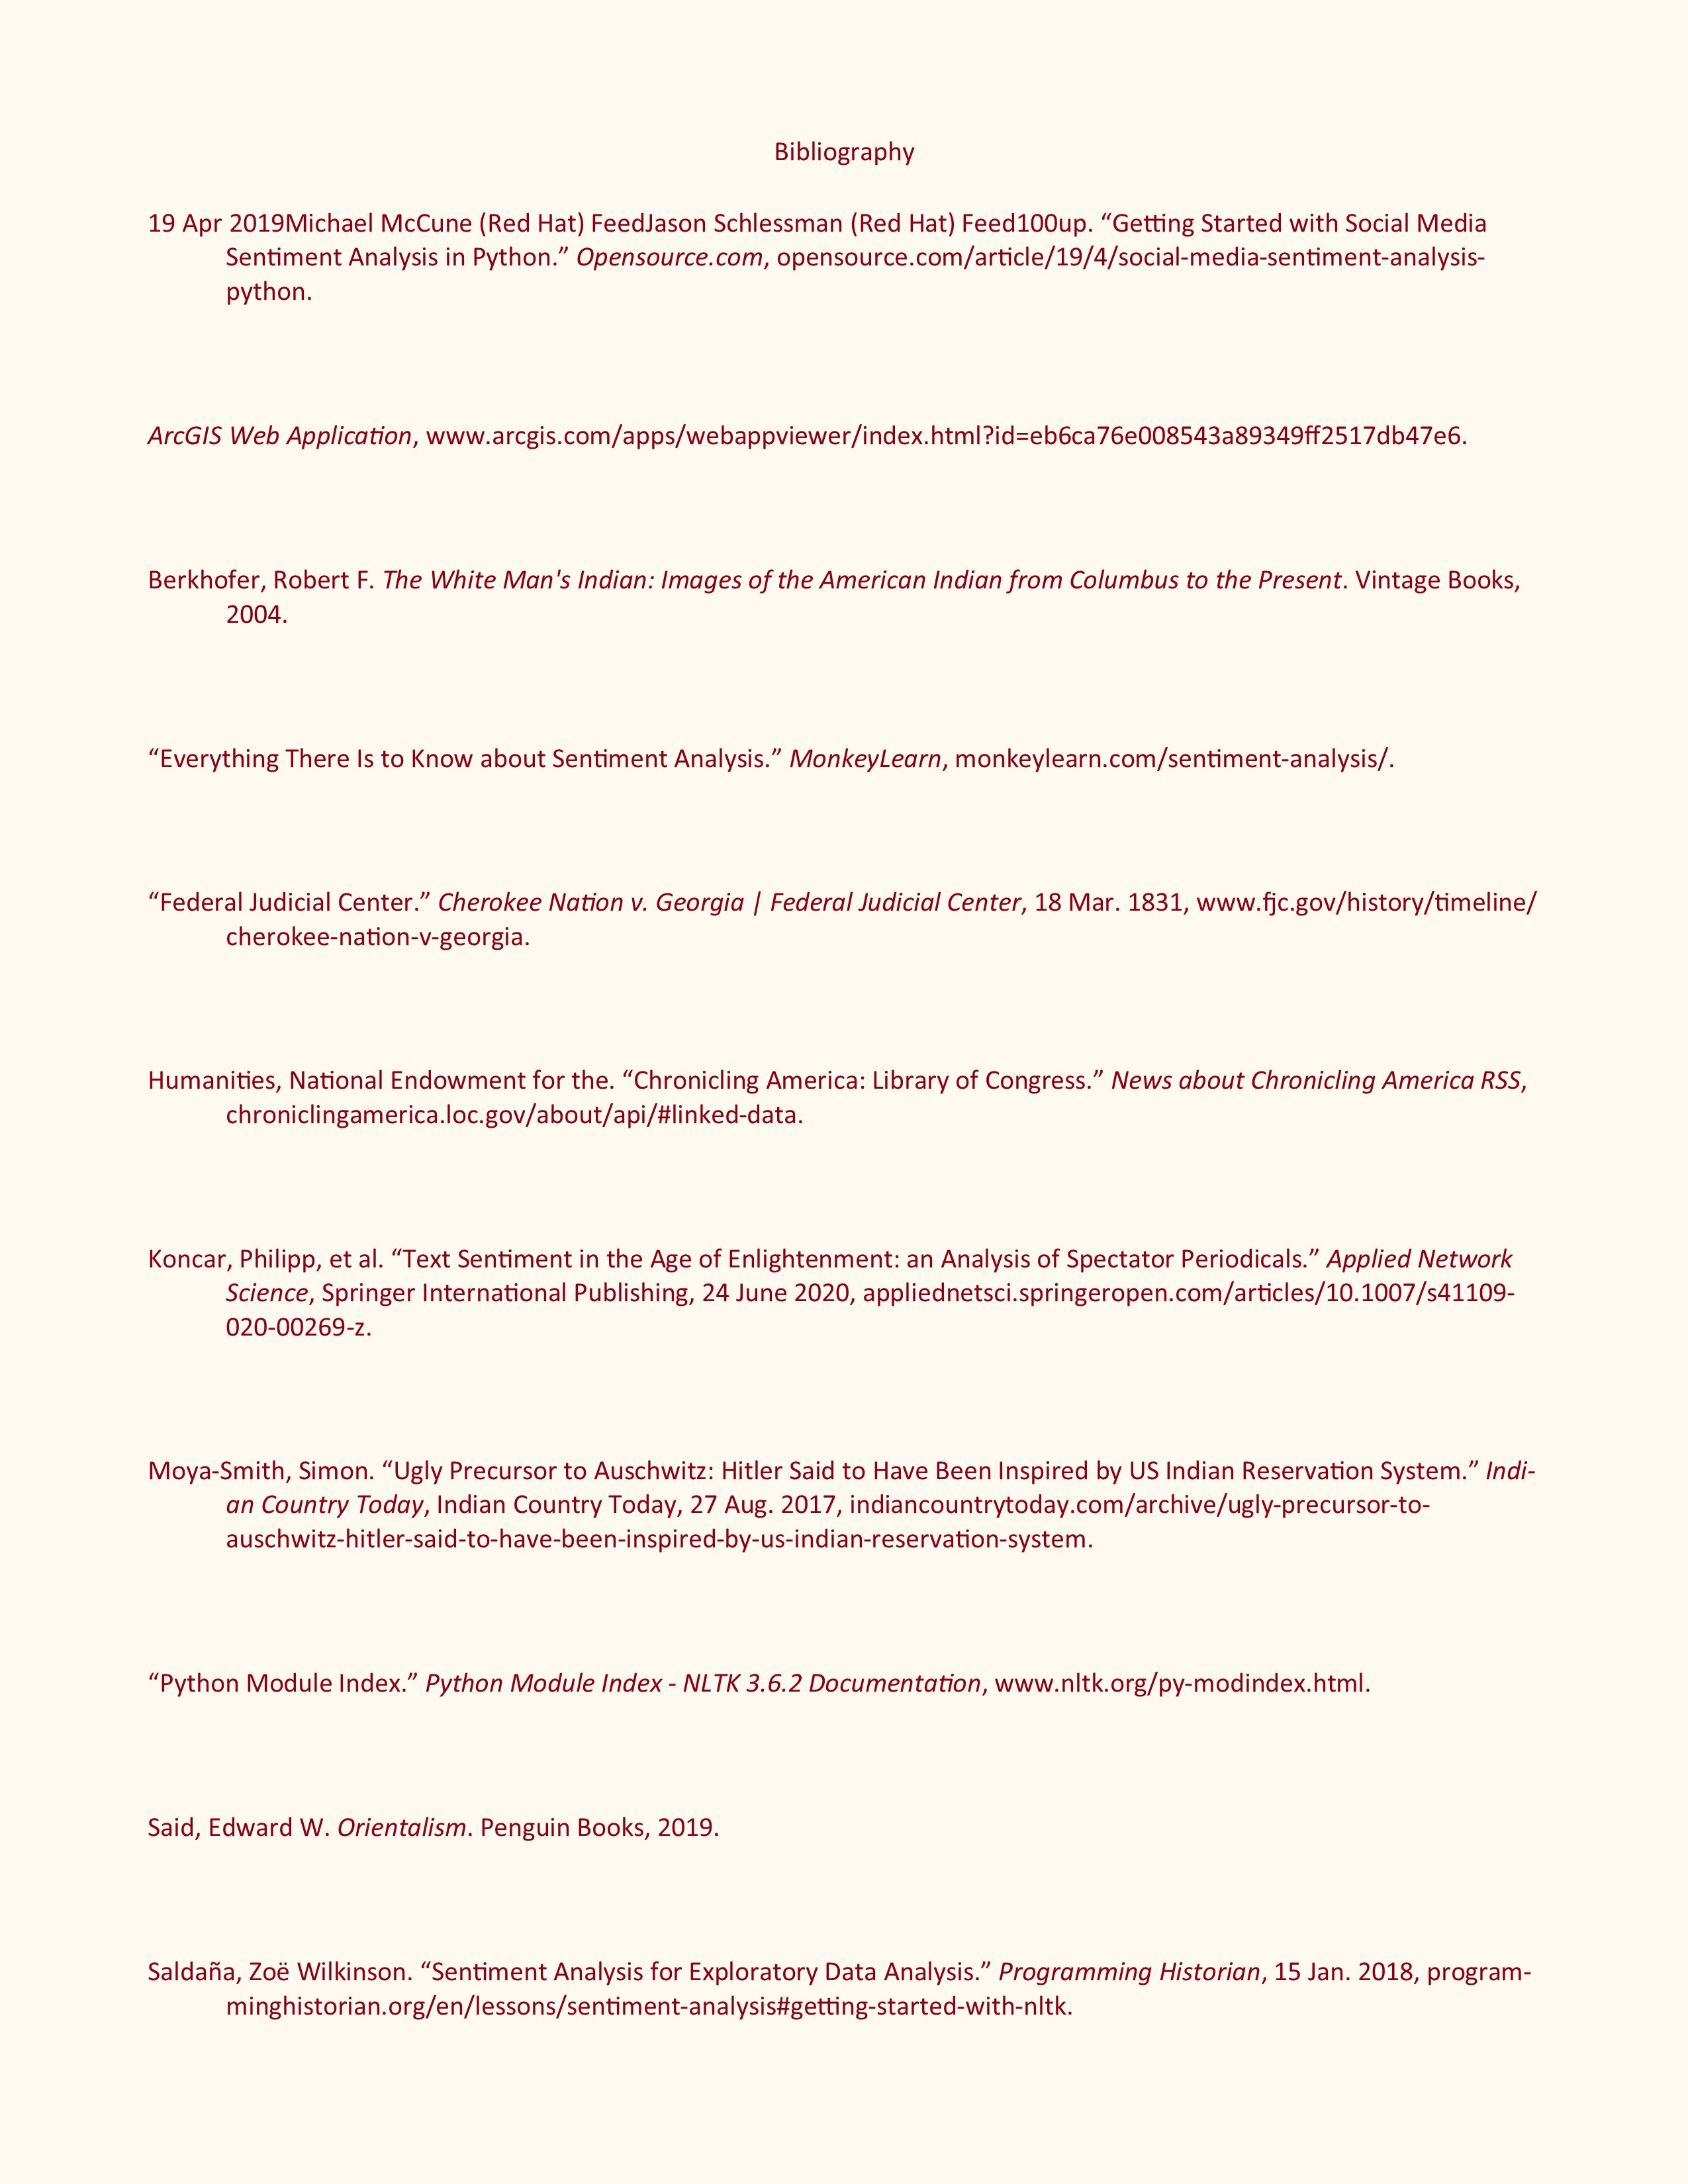 Bibliography
19 Apr 2019Michael McCune (Red Hat) FeedJason Schlessman (Red Hat) Feed100up. “Getting Started with Social Media
Sentiment Analysis in Python.” Opensource.com, opensource.com/article/19/4/social-media-sentiment-analysis-
python.
ArcGIS Web Application, www.arcgis.com/apps/webappviewer/index.html?id=eb6ca76e008543a89349ff2517db47e6.
Berkhofer, Robert F. The White Man's Indian: Images of the American Indian from Columbus to the Present. Vintage Books,
2004.
“Everything There Is to Know about Sentiment Analysis.” MonkeyLearn, monkeylearn.com/sentiment-analysis/.
“Federal Judicial Center.” Cherokee Nation v. Georgia | Federal Judicial Center, 18 Mar. 1831, www.fjc.gov/history/timeline/
cherokee-nation-v-georgia.
Humanities, National Endowment for the. “Chronicling America: Library of Congress.” News about Chronicling America RSS,
chroniclingamerica.loc.gov/about/api/#linked-data.
Koncar, Philipp, et al. “Text Sentiment in the Age of Enlightenment: an Analysis of Spectator Periodicals.” Applied Network
Science, Springer International Publishing, 24 June 2020, appliednetsci.springeropen.com/articles/10.1007/s41109-
020-00269-z.
Moya-Smith, Simon. “Ugly Precursor to Auschwitz: Hitler Said to Have Been Inspired by US Indian Reservation System.” Indi-
an Country Today, Indian Country Today, 27 Aug. 2017, indiancountrytoday.com/archive/ugly-precursor-to-
auschwitz-hitler-said-to-have-been-inspired-by-us-indian-reservation-system.
“Python Module Index.” Python Module Index - NLTK 3.6.2 Documentation, www.nltk.org/py-modindex.html.
Said, Edward W. Orientalism. Penguin Books, 2019.
Saldaña, Zoë Wilkinson. “Sentiment Analysis for Exploratory Data Analysis.” Programming Historian, 15 Jan. 2018, program-
minghistorian.org/en/lessons/sentiment-analysis#getting-started-with-nltk.